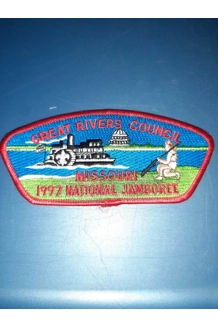 GREAT RIVERS COUNCIL
MISSOURI
1997 NATIONAL JAMBOREE